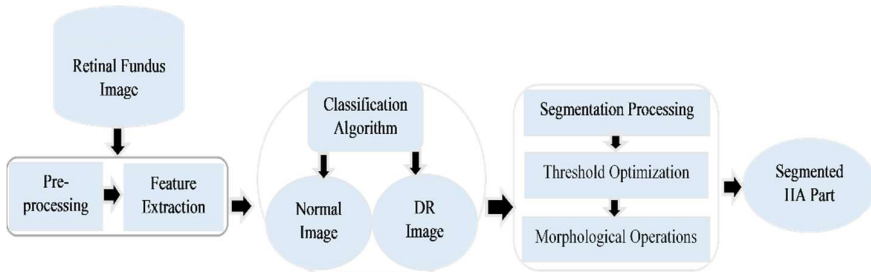 Retinal Fundus
Image
Pre-
processing
Feature
Extraction
Classification
Algorithm
Normal
Image
DR
Image
Segmentation Processing
Threshold Optimization
Morphological Operations
Segmented
IIA Part